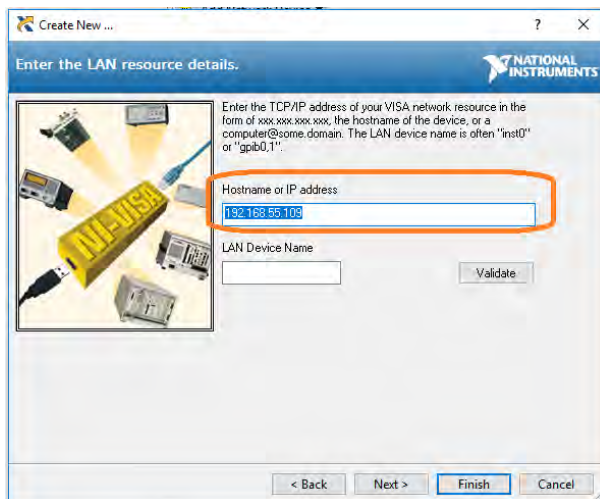 Create New ...
? ×
Enter the LAN resource details.
NATIONAL
INSTRUMENTS
Enter the TCP/IP address of your VISA network resource in the
form of xxx.xxx.xxx.xxx, the hostname of the device, or a
computer@some.domain. The LAN device name is often "inst0"
or "gpib0,1".
Hostname or IP address
192.168.55.109
LAN Device Name
Validate
< Back Next > Finish Cancel